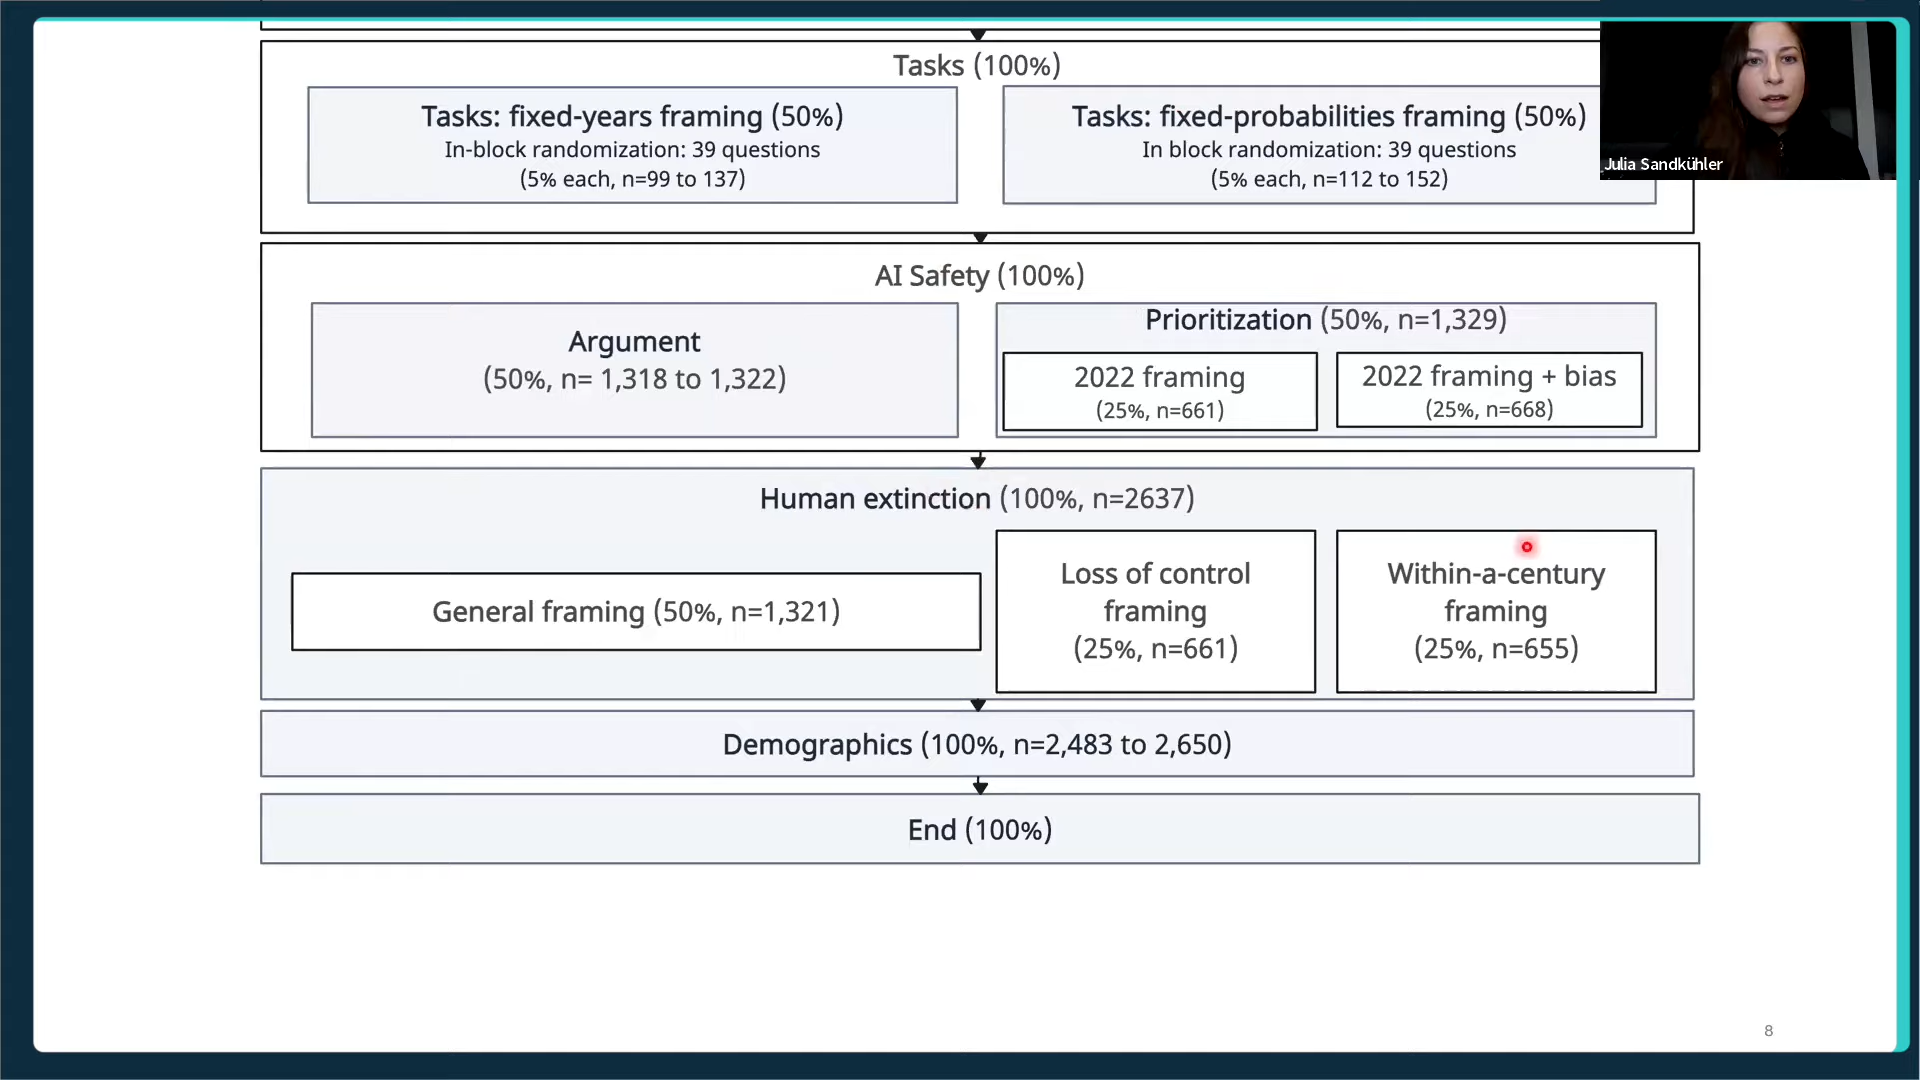 Tasks (100%)
Tasks: fixed-years framing (50%)
In-block randomization: 39 questions
(5% each, n=99 to 137)
Tasks: fixed-probabilities framing (50%)
In block randomization: 39 questions
(5% each, n=112 to 152)
Julia Sandkühler
AI Safety (100%)
Argument
(50%, n= 1,318 to 1,322)
Prioritization (50%, n=1,329)
2022 framing
(25%, n=661)
2022 framing + bias
(25%, n=668)
Human extinction (100%, n=2637)
General framing (50%, n=1,321)
Loss of control
framing
(25%, n=661)
Within-a-century
framing
(25%, n=655)
Demographics (100%, n=2,483 to 2,650)
End (100%)
8